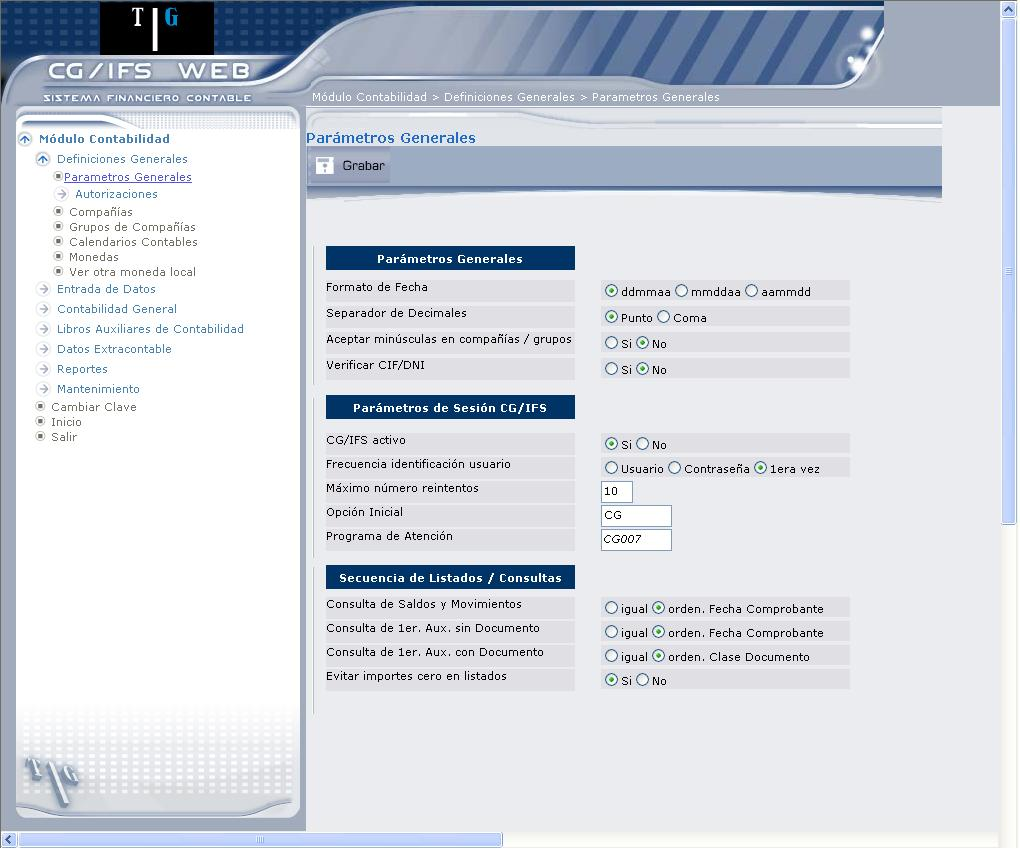 T G
CG/IFS WEB
SISTEMA FINANCIERO CONTABLE
Módulo Contabilidad > Definiciones Generales > Parametros Generales
Módulo Contabilidad
Definiciones Generales
Parametros Generales
Autorizaciones
Compañías
Grupos de Compañías
Calendarios Contables
Monedas
Ver otra moneda local
Entrada de Datos
Contabilidad General
Libros Auxiliares de Contabilidad
Datos Extracontable
Reportes
Mantenimiento
Cambiar Clave
Inicio
Salir
TG
Parámetros Generales
Grabar
Parámetros Generales
Formato de Fecha ddmmaa mmddaa aammdd
Separador de Decimales Punto Coma
Aceptar minúsculas en compañías / grupos Si No
Verificar CIF/DNI Si No
Parámetros de Sesión CG/IFS
CG/IFS activo Si No
Frecuencia identificación usuario Usuario Contraseña 1era vez
Máximo número reintentos 10
Opción Inicial CG
Programa de Atención CG007
Secuencia de Listados / Consultas
Consulta de Saldos y Movimientos igual orden. Fecha Comprobante
Consulta de 1er. Aux. sin Documento igual orden. Fecha Comprobante
Consulta de 1er. Aux. con Documento igual orden. Clase Documento
Evitar importes cero en listados Si No